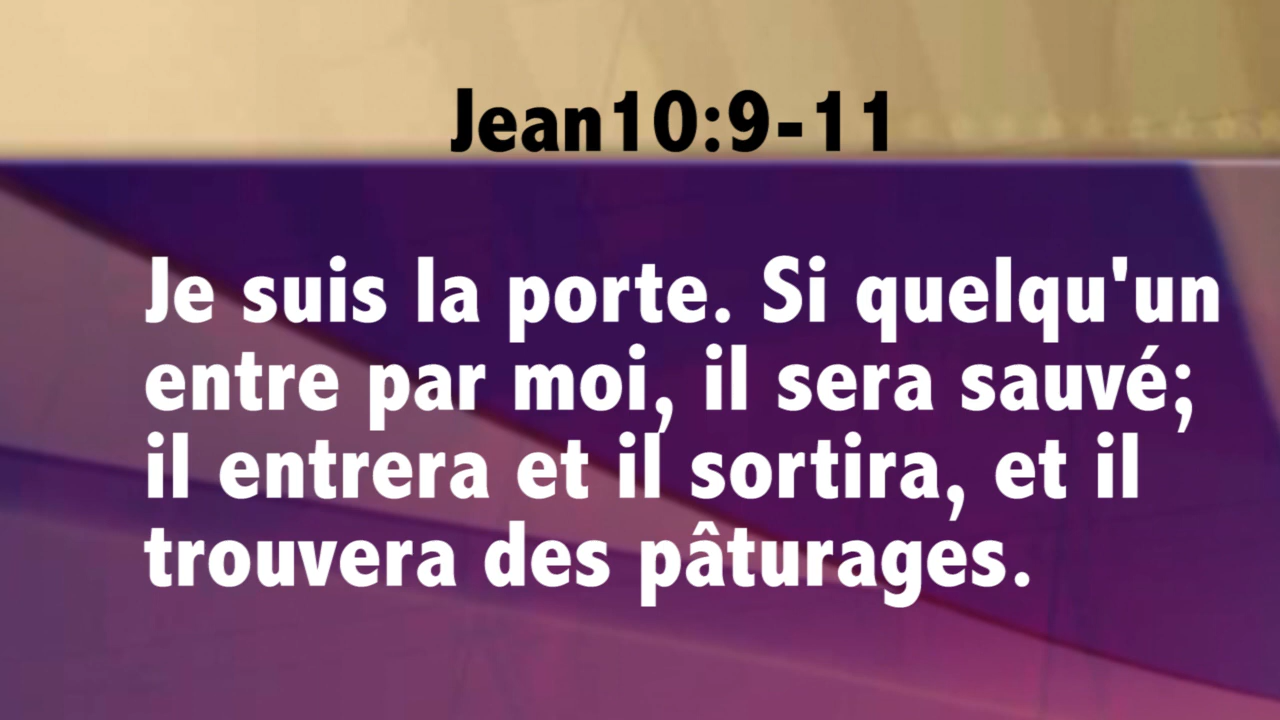 Jean10:9-11
Je suis la porte. Si quelqu'un
entre par moi, il sera sauvé;
il entrera et il sortira, et il
trouvera des pâturages.